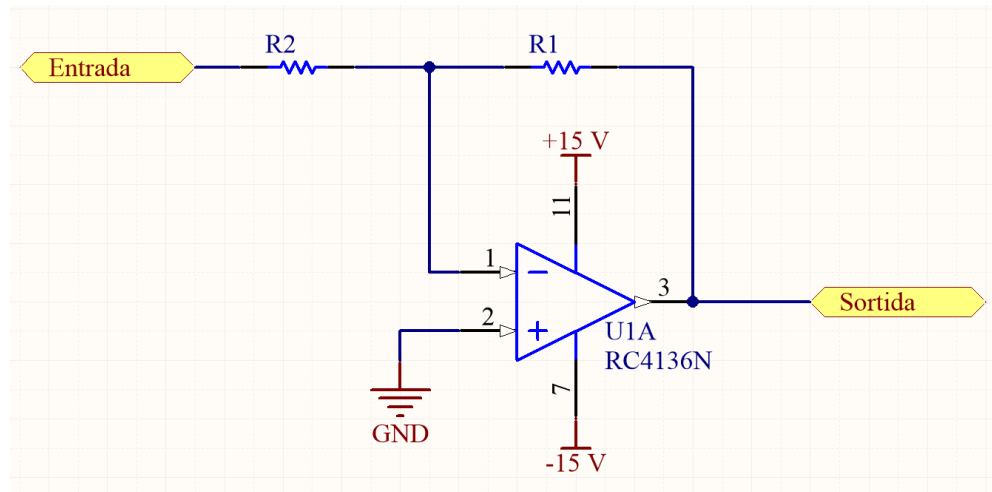 R2
R1
Entrada
+15 V
11
1
−
2
+
3
Sortida
U1A
RC4136N
7
GND
-15 V